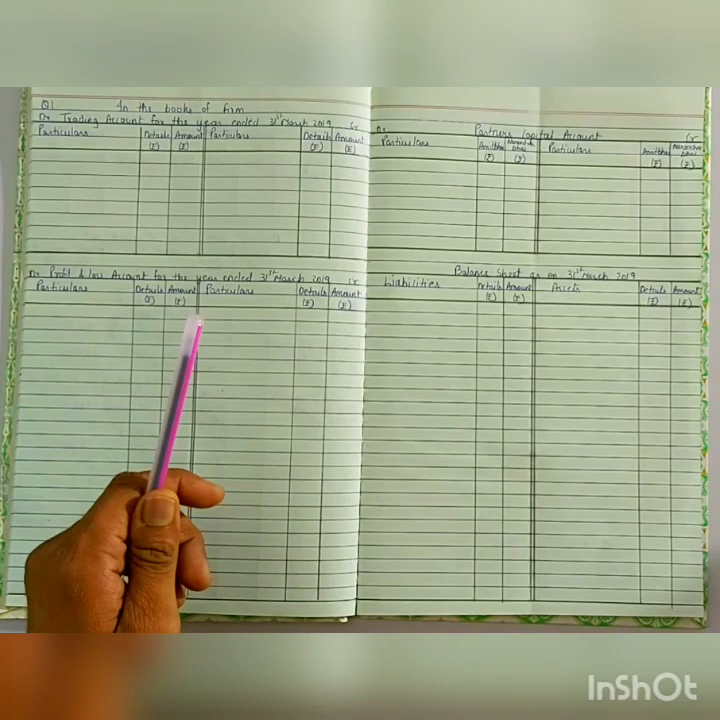 Q1 In the books of firm
Dr Trading Account for the year ended 31st March 2019 Cr
Particulars Details (₹) Amount (₹) Particulars Details (₹) Amount (₹)
Dr Profit & loss Account for the year ended 31st March 2019 Cr
Particulars Details (₹) Amount (₹) Particulars Details (₹) Amount (₹)
Dr Partners Capital Account Cr
Particulars Amitbhai (₹) (₹) Particulars Amitbhai (₹) (₹)
Balance Sheet as on 31st March 2019
Liabilities Details (₹) Amount (₹) Assets Details (₹) Amount (₹)
InShOt